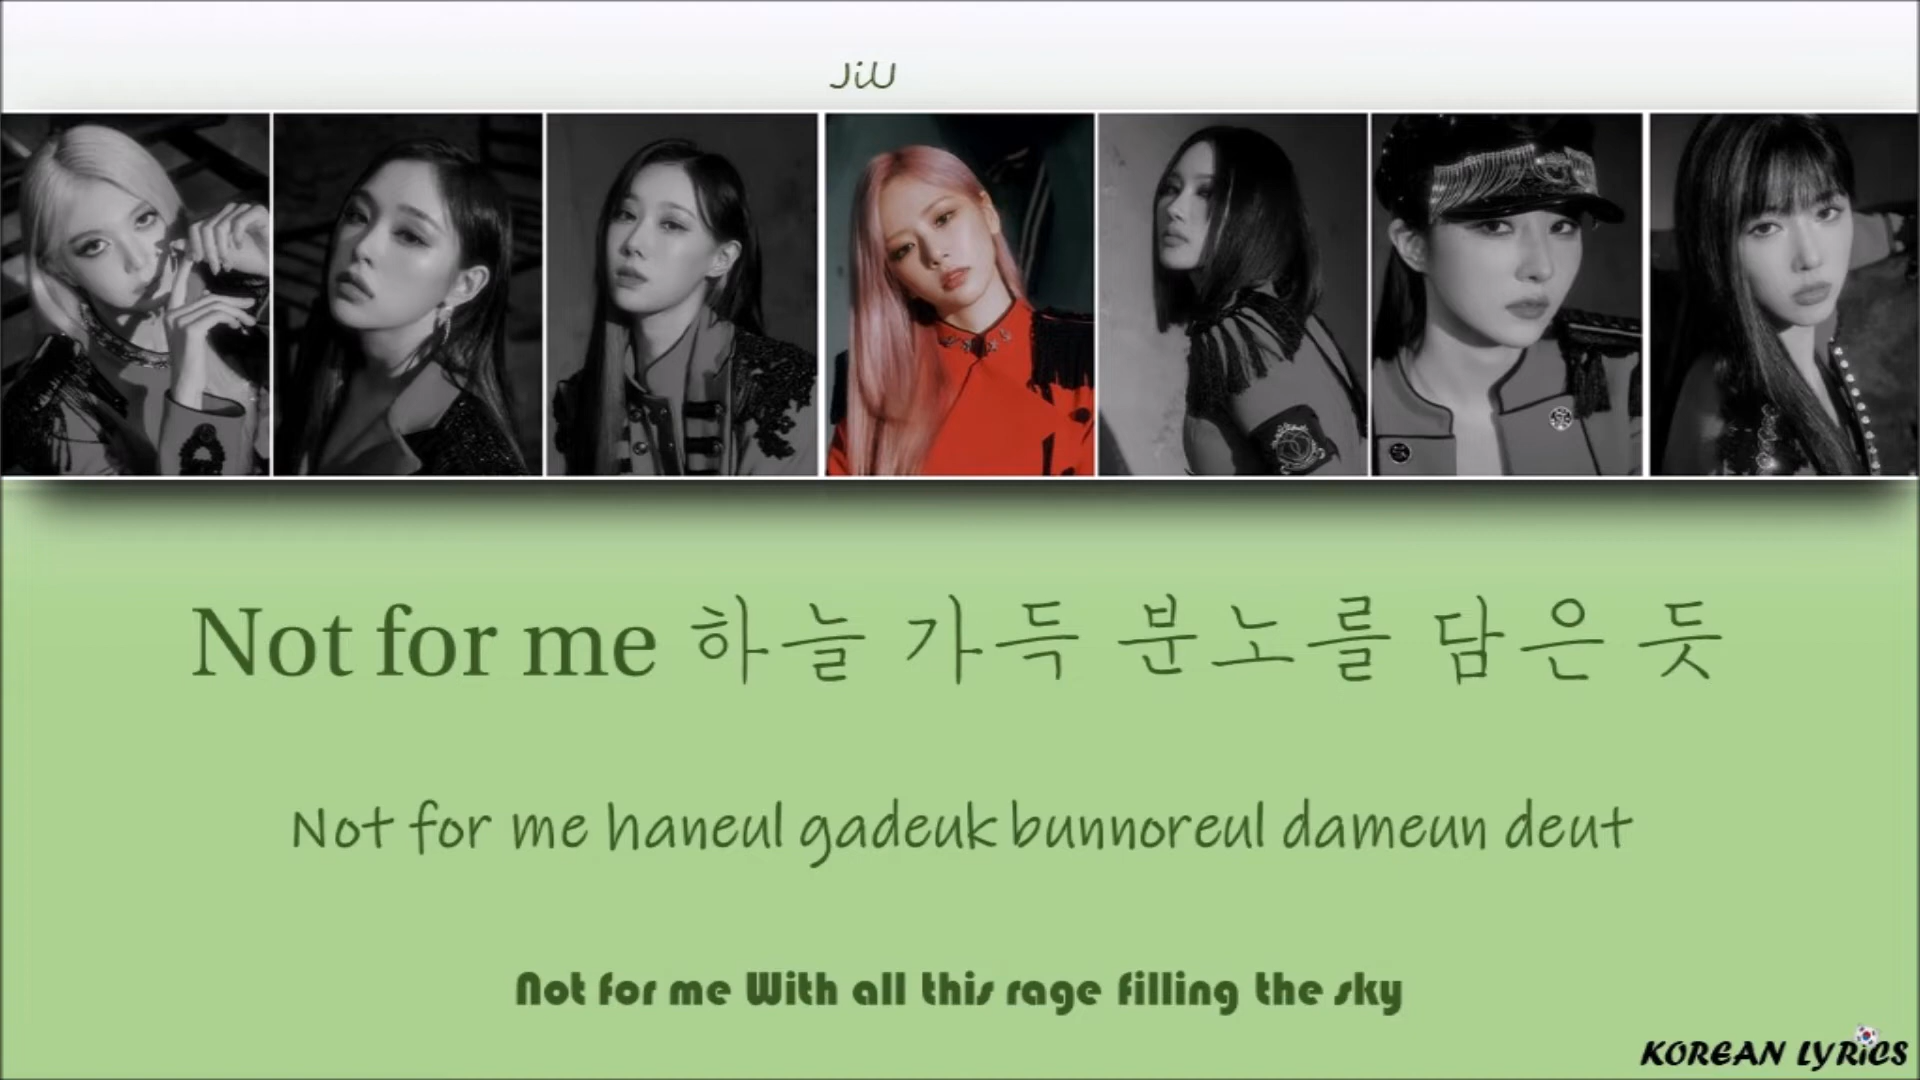 JiU
Not for me 하늘 가득 분노를 담은 듯
Not for me haneul gadeuk bunnoreul dameun deut
Not for me With all this rage filling the sky
KOREAN LYRiCS